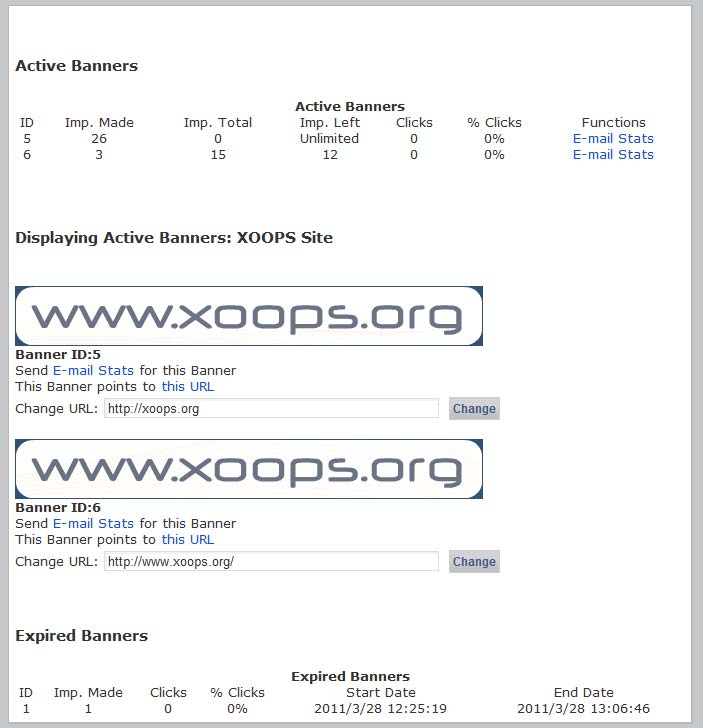 Active Banners
Active Banners
ID Imp. Made Imp. Total Imp. Left Clicks % Clicks Functions
5 26 0 Unlimited 0 0% E-mail Stats
6 3 15 12 0 0% E-mail Stats
Displaying Active Banners: XOOPS Site
www.xoops.org
Banner ID:5
Send E-mail Stats for this Banner
This Banner points to this URL
Change URL: http://xoops.org Change
www.xoops.org
Banner ID:6
Send E-mail Stats for this Banner
This Banner points to this URL
Change URL: http://www.xoops.org/ Change
Expired Banners
Expired Banners
ID Imp. Made Clicks % Clicks Start Date End Date
1 1 0 0% 2011/3/28 12:25:19 2011/3/28 13:06:46